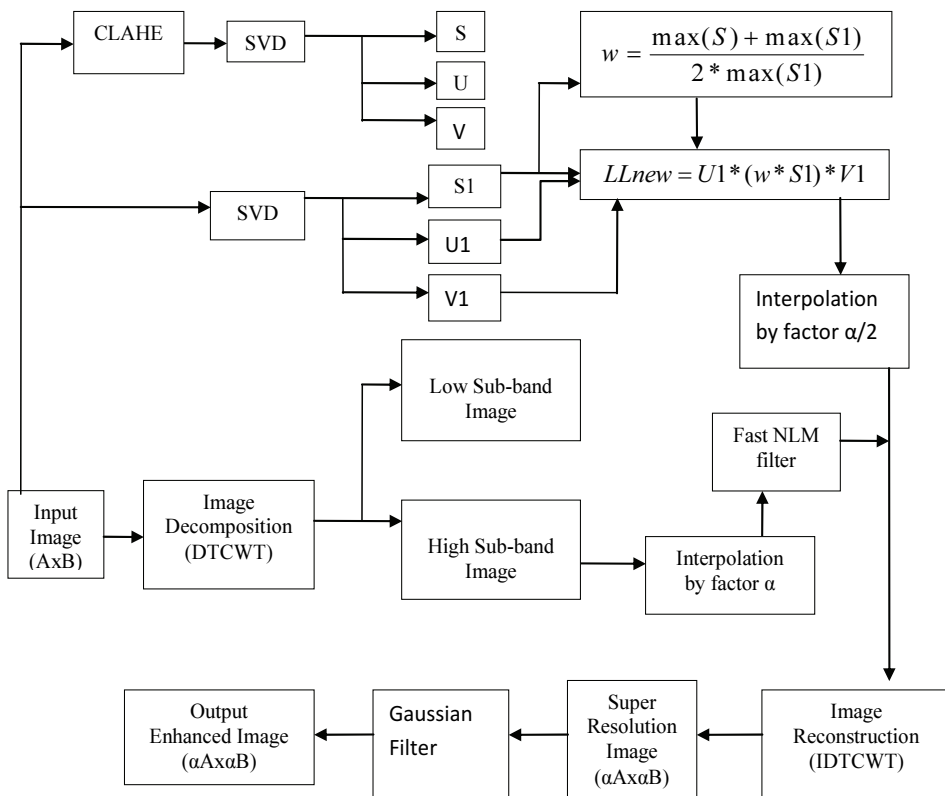 CLAHE
SVD
S
U
V
w = \frac{max(S) + max(S1)}{2 * max(S1)}
SVD
S1
U1
V1
LLnew = U1 * (w * S1) * V1
Interpolation
by factor α/2
Low Sub-band
Image
Fast NLM
filter
Input
Image
(AxB)
Image
Decomposition
(DTCWT)
High Sub-band
Image
Interpolation
by factor α
Output
Enhanced Image
(αAxαB)
Gaussian
Filter
Super
Resolution
Image
(αAxαB)
Image
Reconstruction
(IDTCWT)